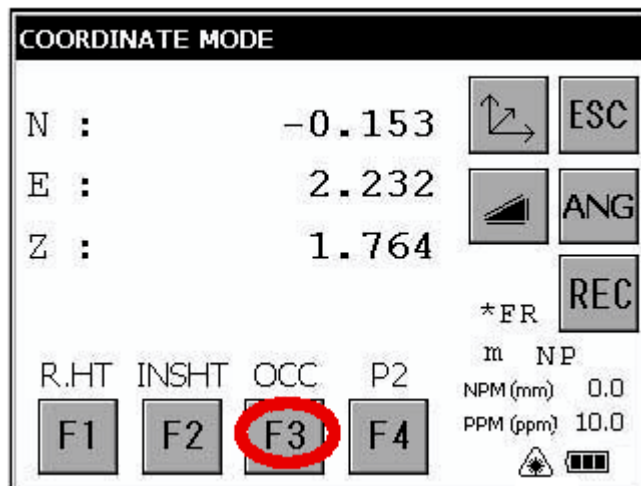 COORDINATE MODE
N : -0.153
E : 2.232
Z : 1.764
ESC
ANG
REC
*FR
m NP
NPM (mm) 0.0
PPM (ppm) 10.0
R.HT INSHT OCC P2
F1 F2 F3 F4